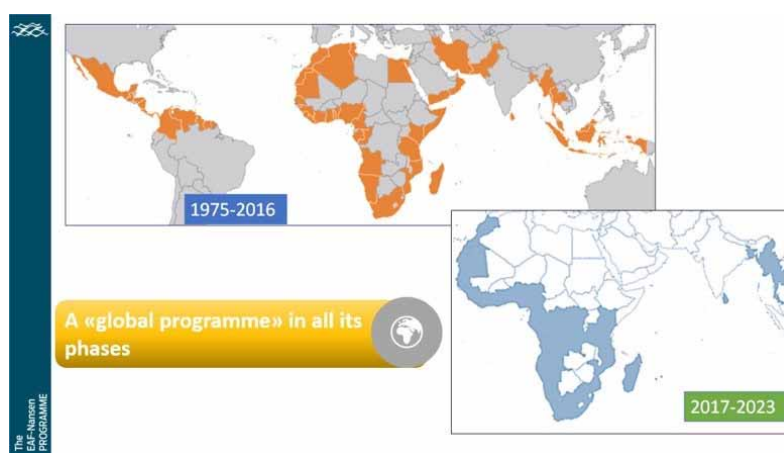 1975-2016
A «global programme» in all its
phases
2017-2023
The
EAF-Nansen
PROGRAMME